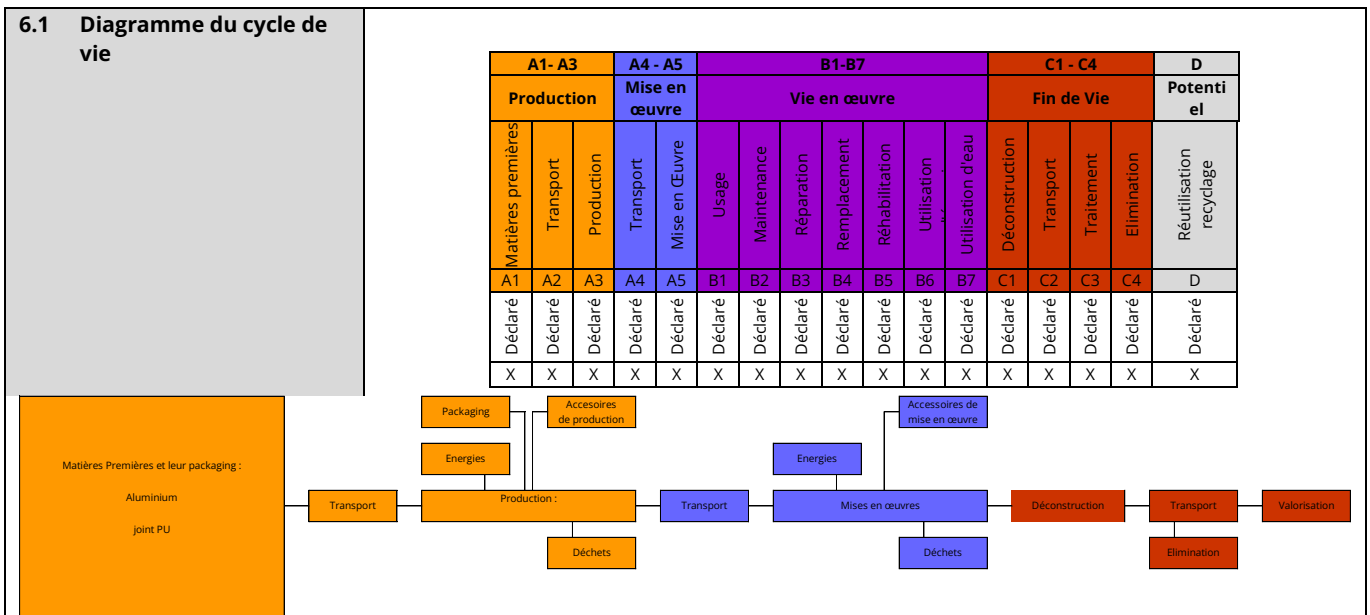 6.1 Diagramme du cycle de
vie
A1- A3 A4 - A5 B1-B7 C1 - C4 D
Production Mise en
œuvre Vie en œuvre Fin de Vie Potenti
el
Matières premières Transport Production Transport Mise en Œuvre Usage Maintenance Réparation Remplacement Réhabilitation Utilisation Utilisation d'eau Déconstruction Transport Traitement Elimination Réutilisation
recyclage
A1 A2 A3 A4 A5 B1 B2 B3 B4 B5 B6 B7 C1 C2 C3 C4 D
Déclaré Déclaré Déclaré Déclaré Déclaré Déclaré Déclaré Déclaré Déclaré Déclaré Déclaré Déclaré Déclaré Déclaré Déclaré Déclaré Déclaré
X X X X X X X X X X X X X X X X X
Packaging
Accesoires
de production
Accessoires de
mise en œuvre
Matières Premières et leur packaging :
Aluminium
joint PU
Energies
Energies
Transport
Production :
Transport
Mises en œuvres
Déconstruction
Transport
Valorisation
Déchets
Déchets
Elimination